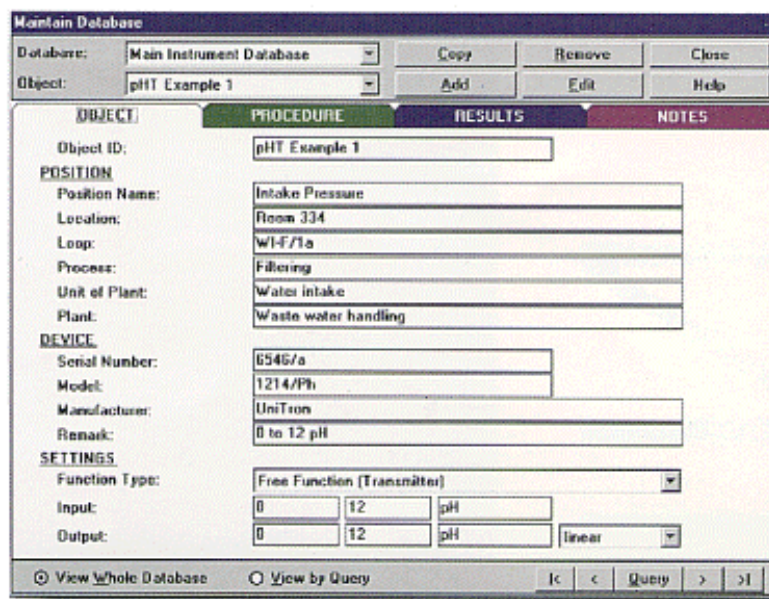 Maintain Database
Database: Main Instrument Database Copy Remove Close
Object: pHT Example 1 Add Edit Help
OBJECT PROCEDURE RESULTS NOTES
Object ID: pHT Example 1
POSITION
Position Name: Intake Pressure
Location: Room 334
Loop: WI-F/1a
Process: Filtering
Unit of Plant: Water intake
Plant: Waste water handling
DEVICE
Serial Number: 6546/a
Model: 1214/Ph
Manufacturer: UniTron
Remark: 0 to 12 pH
SETTINGS
Function Type: Free Function (Transmitter)
Input: 0 12 pH
Output: 0 12 pH linear
View Whole Database View by Query |< < Query > >|